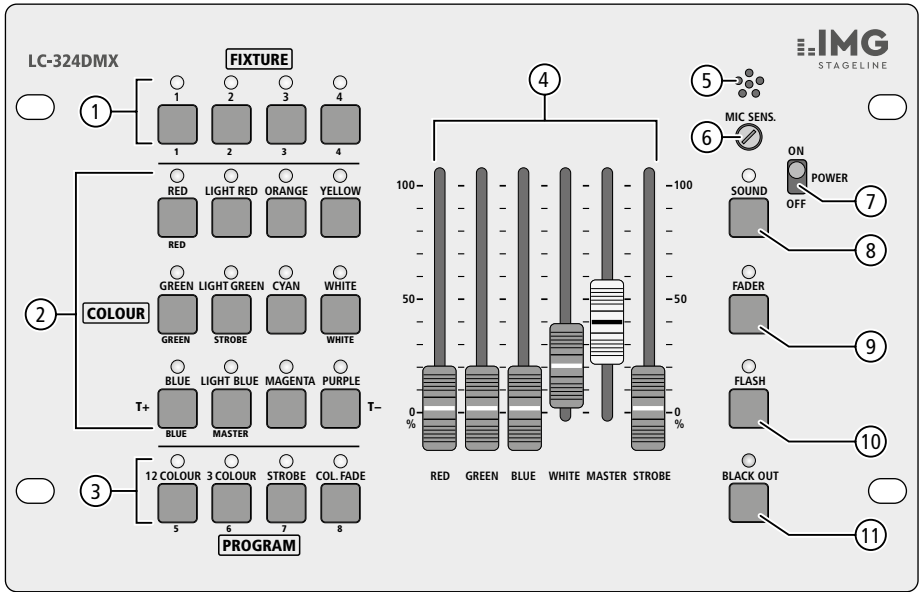 LC-324DMX
FIXTURE
IMG
STAGELINE
1 2 3 4
1
1 2 3 4
4
5
MIC SENS.
6
ON
POWER
OFF
7
RED LIGHT RED ORANGE YELLOW
RED
100 100
SOUND
8
2
COLOUR
GREEN LIGHT GREEN CYAN WHITE
GREEN STROBE WHITE
50 50
FADER
9
BLUE LIGHT BLUE MAGENTA PURPLE
T+ T–
BLUE MASTER
0 0
% %
FLASH
10
RED GREEN BLUE WHITE MASTER STROBE
3
12 COLOUR 3 COLOUR STROBE COL. FADE
5 6 7 8
PROGRAM
BLACK OUT
11